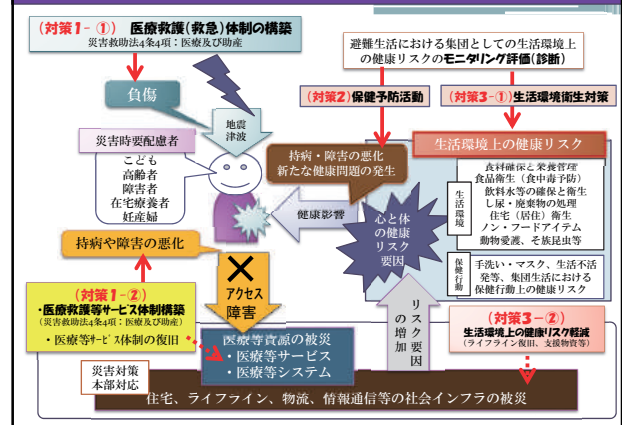 (対策1-①) 医療救護(救急)体制の構築
災害救助法4条4項：医療及び助産
負傷
地震
津波
避難生活における集団としての生活環境上
の健康リスクのモニタリング評価(診断)
(対策2)保健予防活動
(対策3-①)生活環境衛生対策
災害時要配慮者
こども
高齢者
障害者
在宅療養者
妊産婦
持病・障害の悪化
新たな健康問題の発生
健康影響
心と体
の健康
リスク
要因
生活環境上の健康リスク
生活環境
食料確保と栄養管理
食品衛生（食中毒予防）
飲料水等の確保と衛生
し尿・廃棄物の処理
住宅（居住）衛生
ノン・フードアイテム
動物愛護、そ族昆虫等
保健行動
手洗い・マスク、生活不活
発等、集団生活における
保健行動上の健康リスク
持病や障害の悪化
アクセス
障害
(対策1-②)
・医療救護等サービス体制構築
(災害救助法4条4項：医療及び助産)
・医療等サービス体制の復旧
医療等資源の被災
・医療等サービス
・医療等システム
リスク要因
の増加
(対策3-②)
生活環境上の健康リスク軽減
(ライフライン復旧、支援物資等)
災害対策
本部対応
住宅、ライフライン、物流、情報通信等の社会インフラの被災